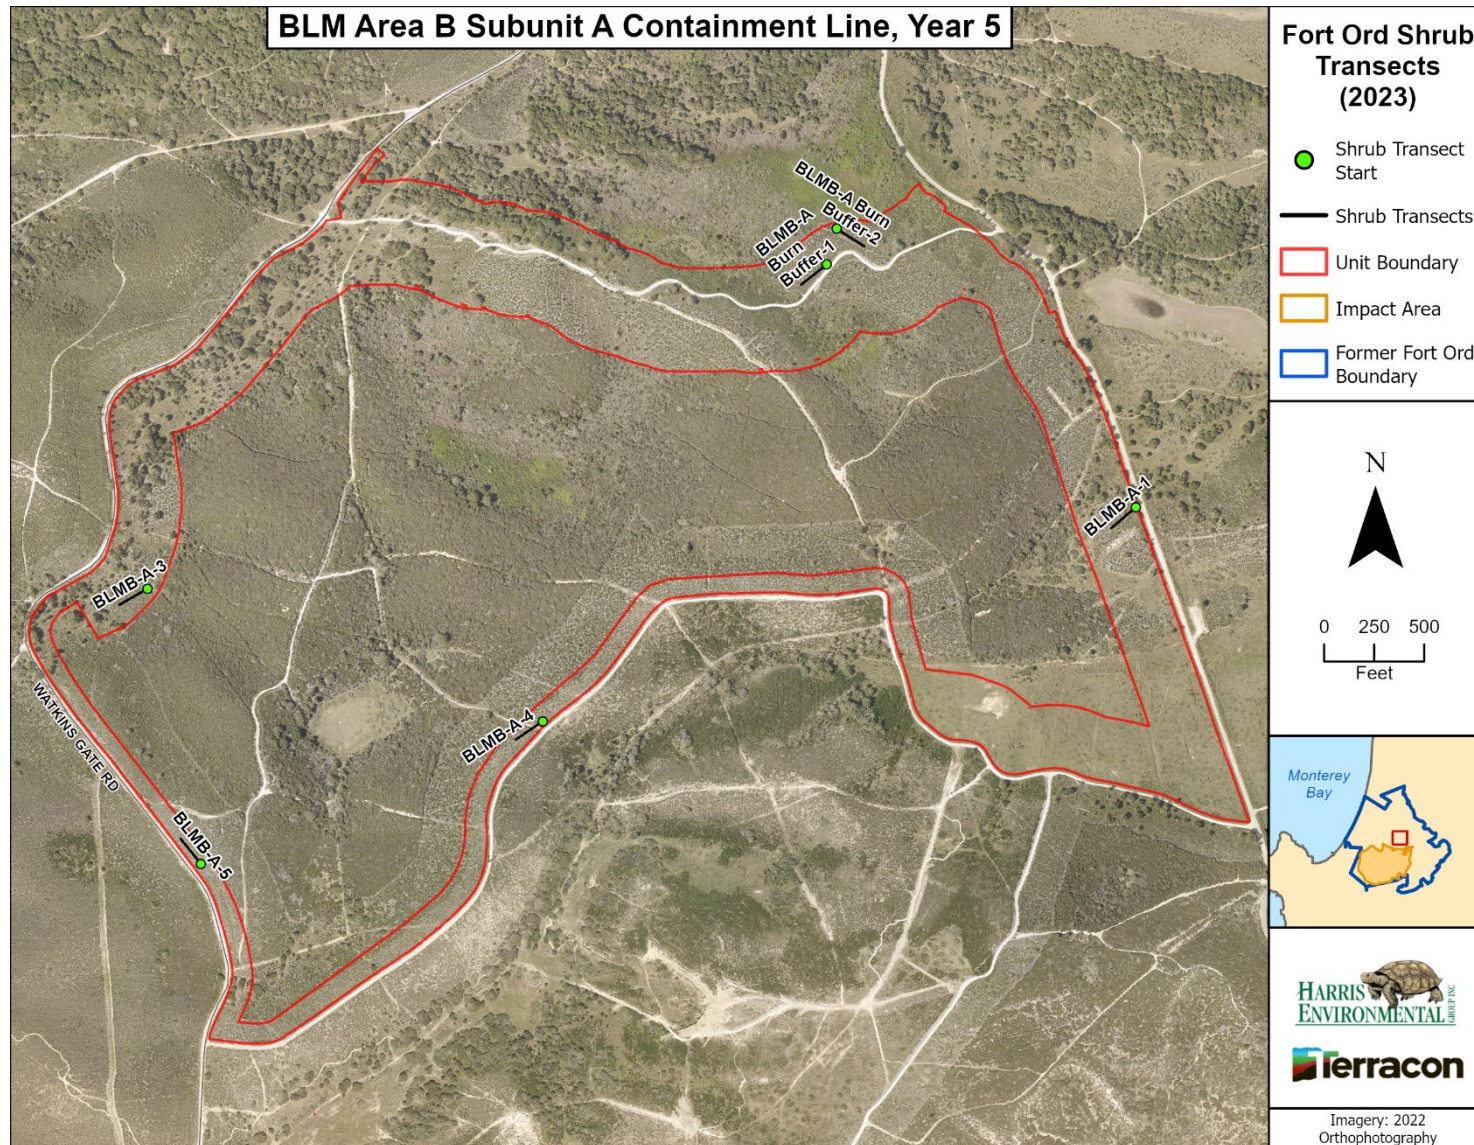 BLM Area B Subunit A Containment Line, Year 5
BLMB-A Burn
Buffer-2
BLMB-A
Burn
Buffer-1
BLMB-A-1
BLMB-A-3
BLMB-A-4
BLMB-A-5
WATKINS GATE RD
Fort Ord Shrub
Transects
(2023)
Shrub Transect
Start
Shrub Transects
Unit Boundary
Impact Area
Former Fort Ord
Boundary
N
0 250 500
Feet
Monterey
Bay
HARRIS
ENVIRONMENTAL
GROUP INC
Terracon
Imagery: 2022
Orthophotography